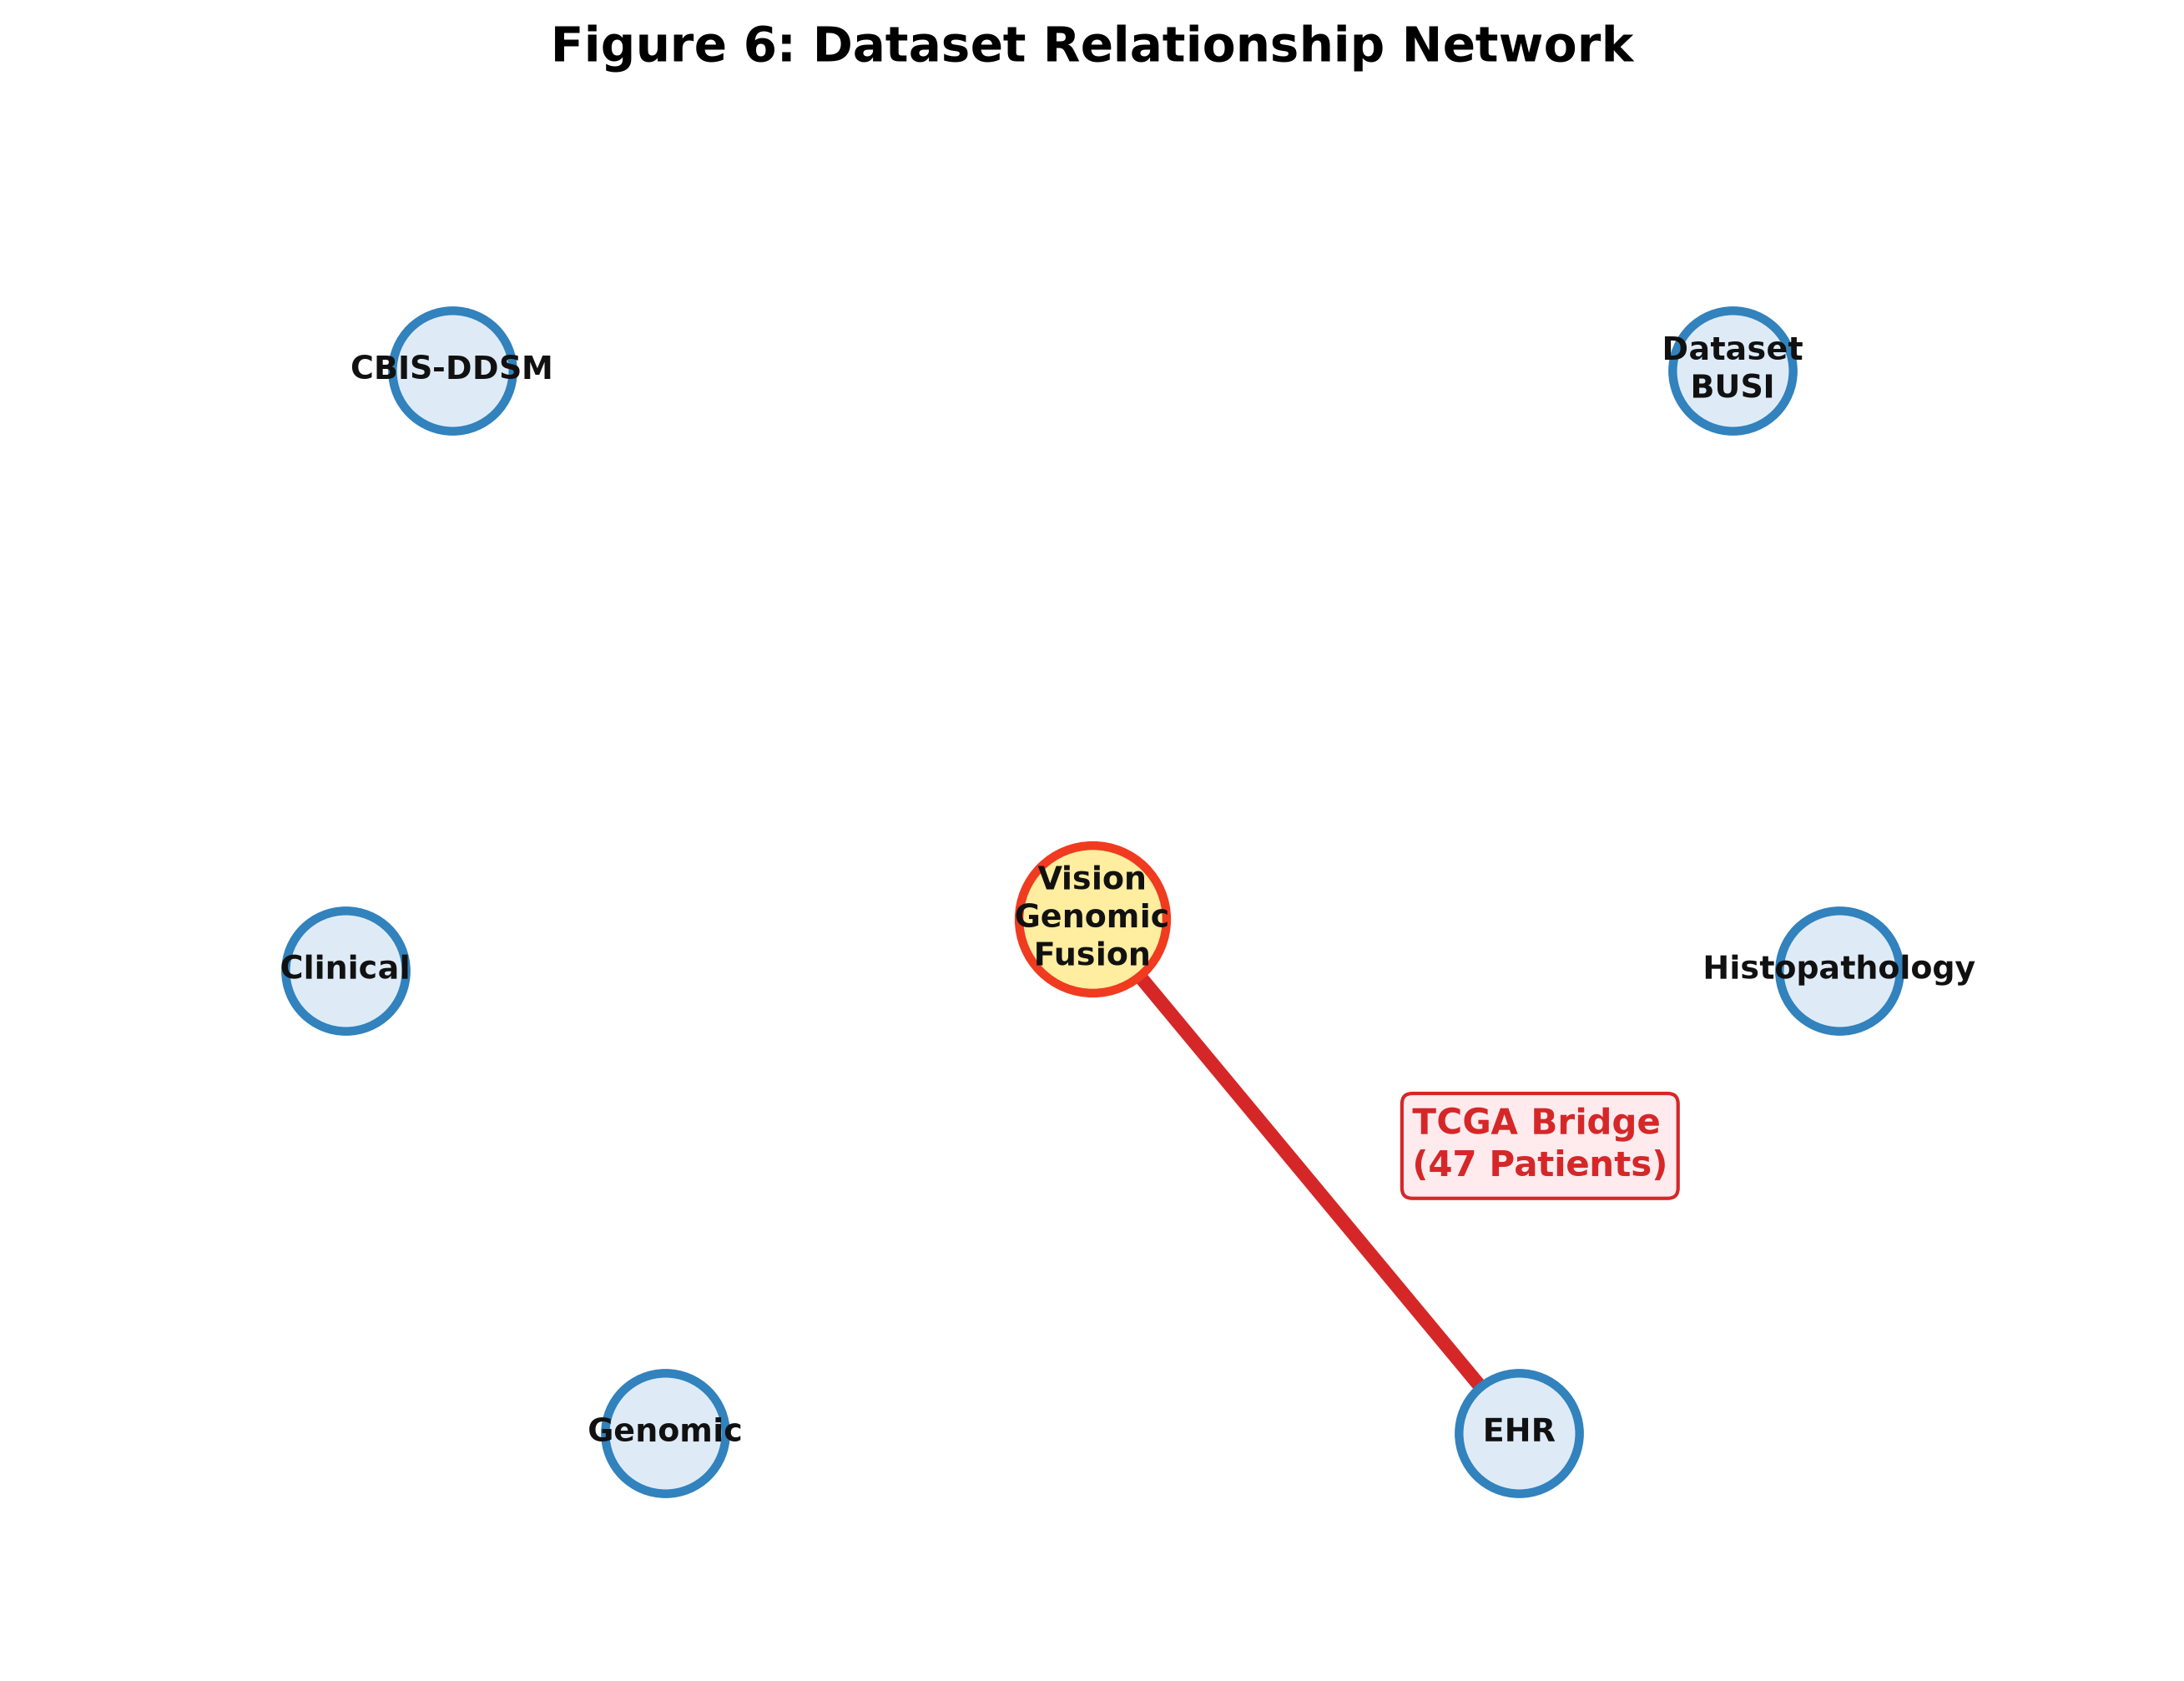 Figure 6: Dataset Relationship Network
CBIS-DDSM
Dataset
BUSI
Vision
Genomic
Fusion
Clinical
Histopathology
TCGA Bridge
(47 Patients)
Genomic
EHR